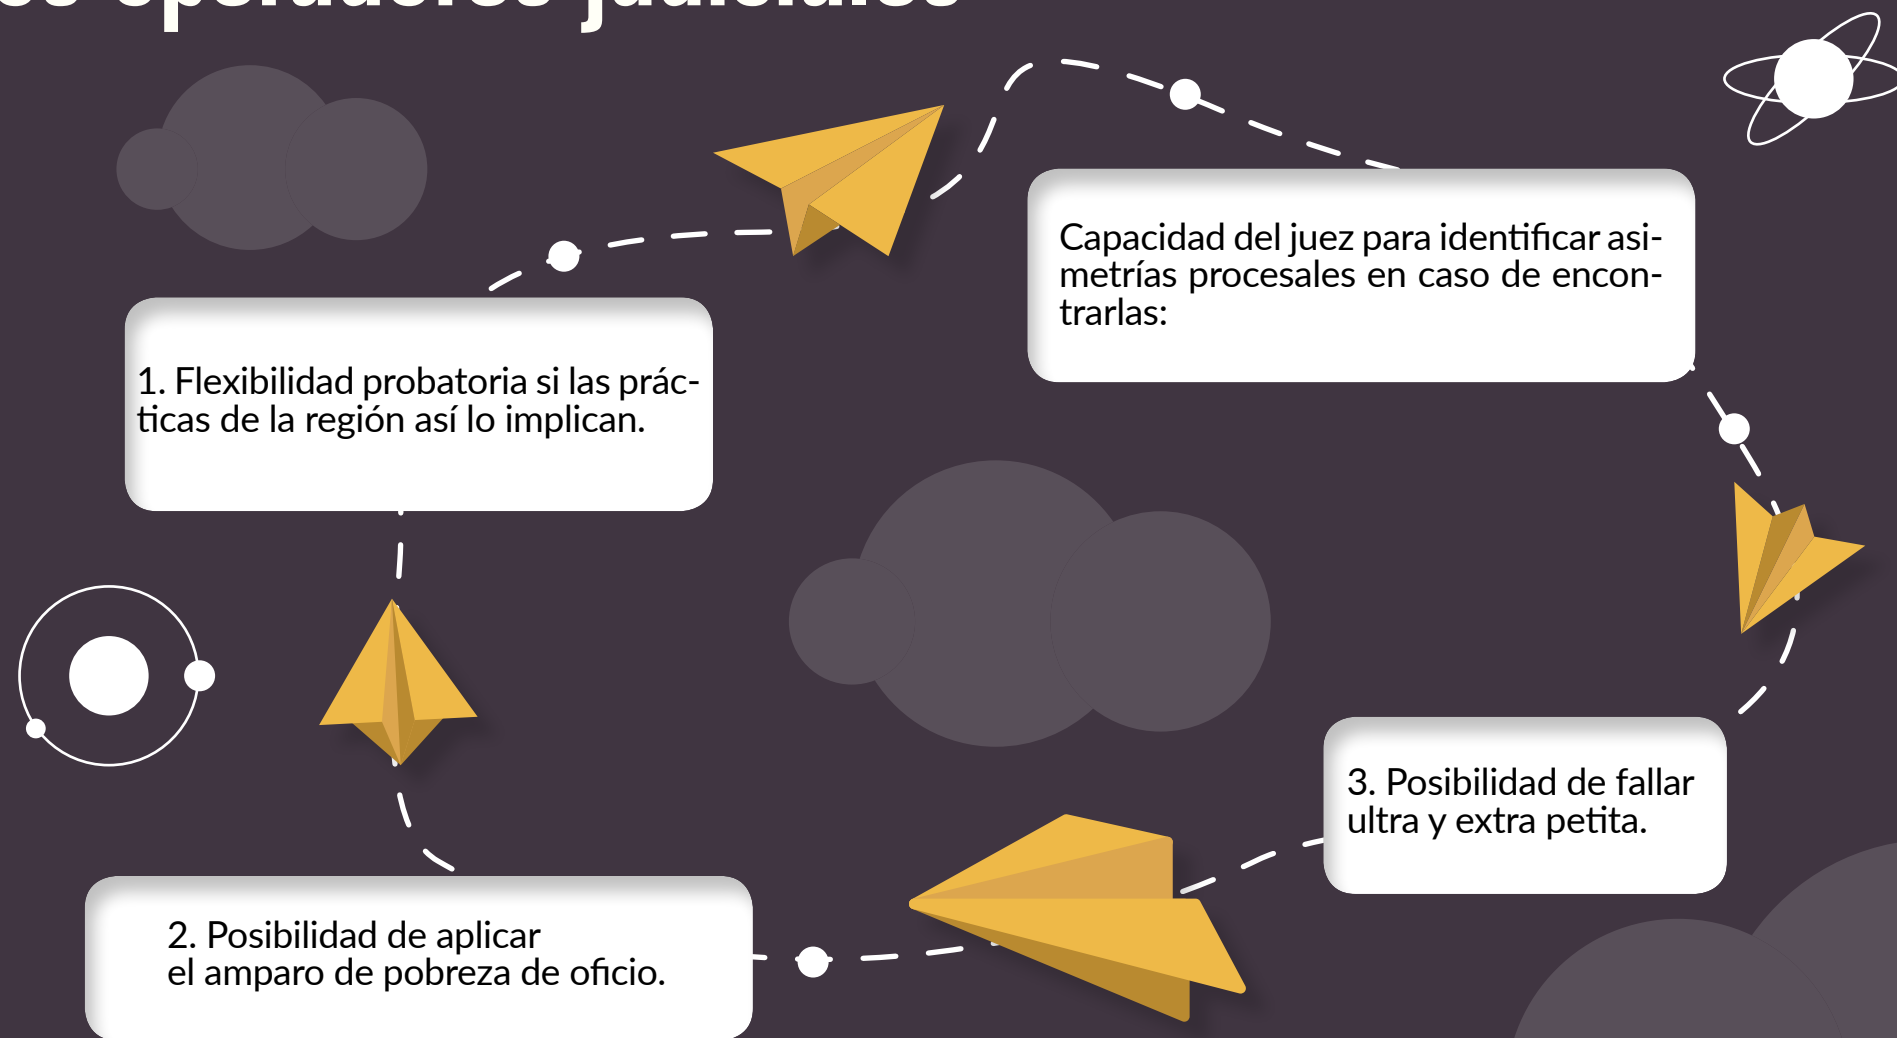 operadores judiciales
Capacidad del juez para identificar asi-
metrías procesales en caso de encon-
trarlas:
1. Flexibilidad probatoria si las prác-
ticas de la región así lo implican.
2. Posibilidad de aplicar
el amparo de pobreza de oficio.
3. Posibilidad de fallar
ultra y extra petita.